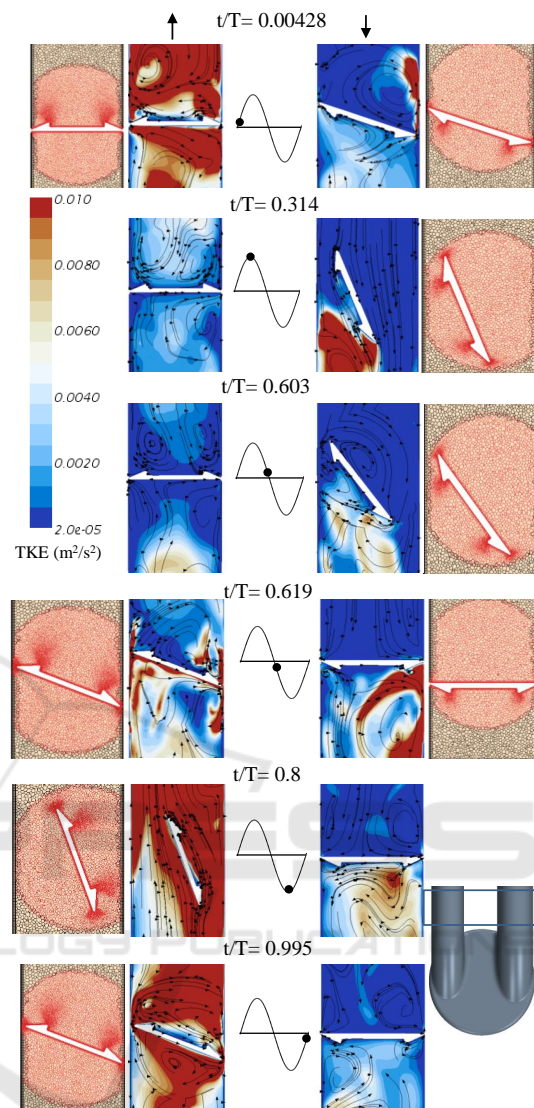 t/T= 0.00428
t/T= 0.314
0.010
0.0080
0.0060
0.0040
0.0020
2.0e-05
TKE (m²/s²)
t/T= 0.603
t/T= 0.619
t/T= 0.8
t/T= 0.995